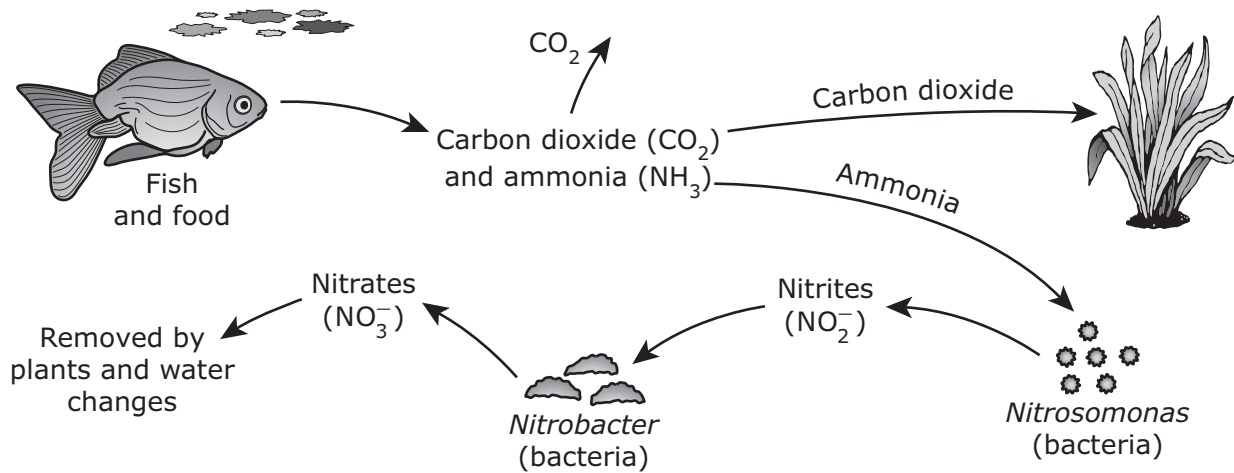 CO₂
Carbon dioxide
Carbon dioxide (CO₂)
and ammonia (NH₃)
Ammonia
Fish
and food
Nitrates
(NO₃⁻)
Nitrites
(NO₂⁻)
Removed by
plants and water
changes
Nitrobacter
(bacteria)
Nitrosomonas
(bacteria)